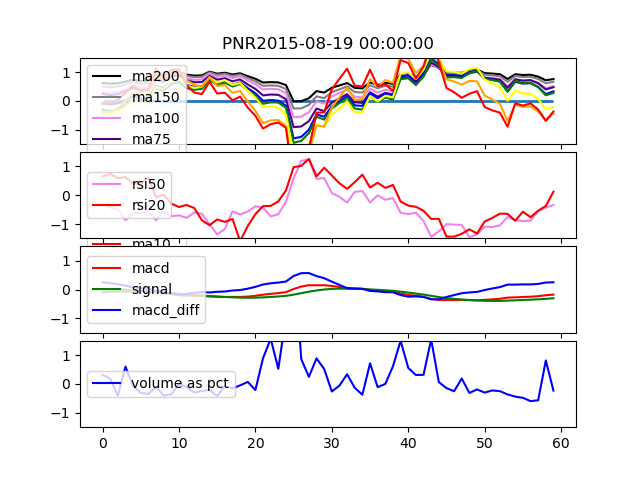 PNR2015-08-19 00:00:00
1
0
−1
ma200
ma150
ma100
ma75
1
0
−1
rsi50
rsi20
ma10
1
0
−1
macd
signal
macd_diff
1
0
−1
volume as pct
0 10 20 30 40 50 60